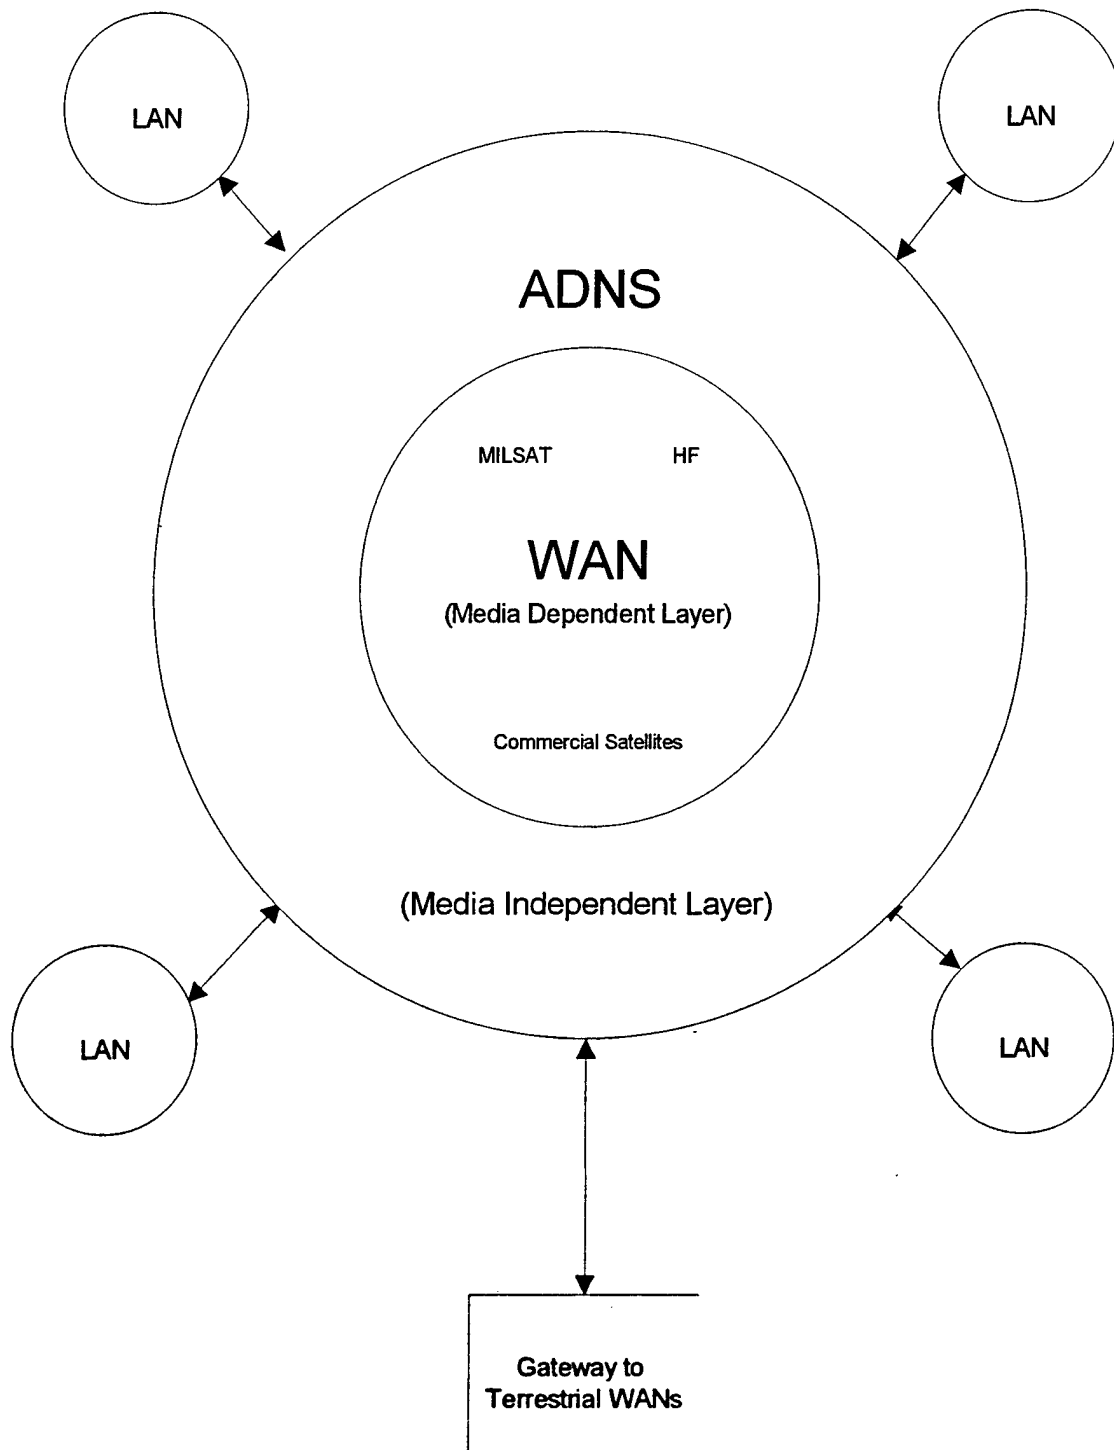 LAN
LAN
ADNS
MILSAT
HF
WAN
(Media Dependent Layer)
Commercial Satellites
(Media Independent Layer)
LAN
LAN
Gateway to
Terrestrial WANs